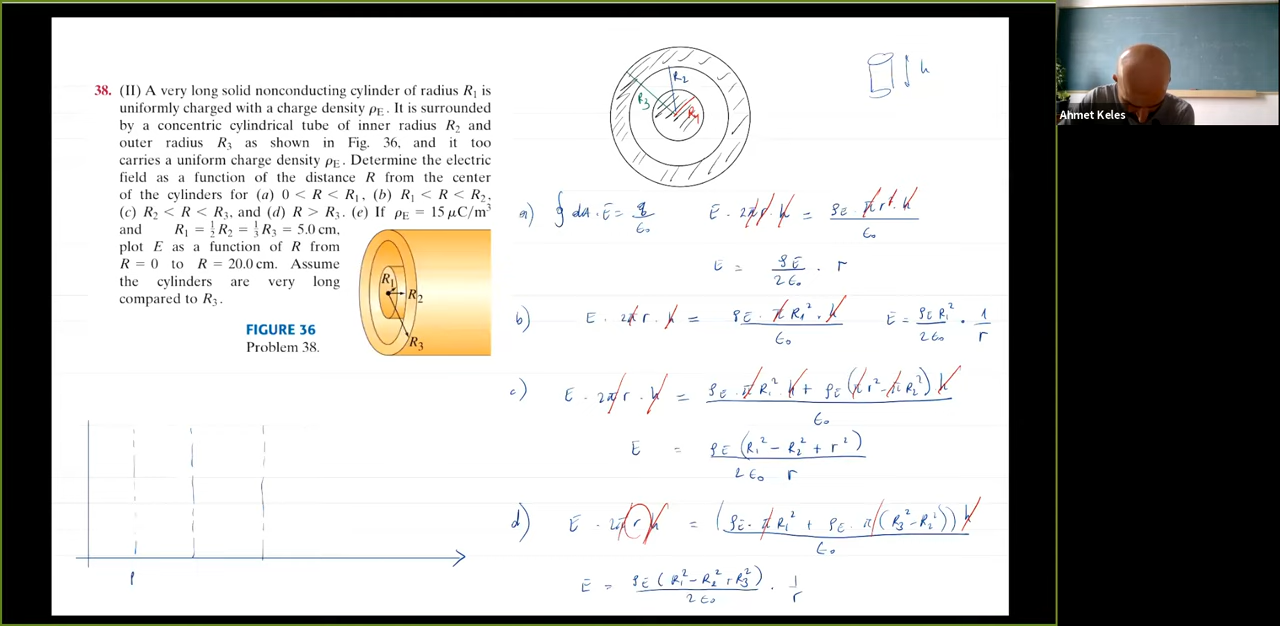 38. (II) A very long solid nonconducting cylinder of radius R₁ is
uniformly charged with a charge density ρE. It is surrounded
by a concentric cylindrical tube of inner radius R₂ and
outer radius R₃ as shown in Fig. 36, and it too
carries a uniform charge density ρE. Determine the electric
field as a function of the distance R from the center
of the cylinders for (a) 0 < R < R₁, (b) R₁ < R < R₂,
(c) R₂ < R < R₃, and (d) R > R₃. (e) If ρE = 15 μC/m³
and R₁ = ½R₂ = ⅓R₃ = 5.0 cm,
plot E as a function of R from
R = 0 to R = 20.0 cm. Assume
the cylinders are very long
compared to R₃.
FIGURE 36
Problem 38.
R₁
R₂
R₃
R₂
R₃
R₁
h
Ahmet Keles
a) ∮ dA · E = q/ε₀ E · 2πr · h = ρE · πr² · h / ε₀
E = ρE/2ε₀ · r
b) E · 2πr · h = ρE · πR₁² · h / ε₀ E = ρE R₁²/2ε₀ · 1/r
c) E · 2πr · h = ρE · πR₁² h + ρE (πr² - πR₂²) h / ε₀
E = ρE (R₁² - R₂² + r²) / 2ε₀ r
d) E · 2πr h = (ρE · πR₁² + ρE · π(R₃² - R₂²)) h / ε₀
E = ρE (R₁² - R₂² + R₃²) / 2ε₀ · 1/r